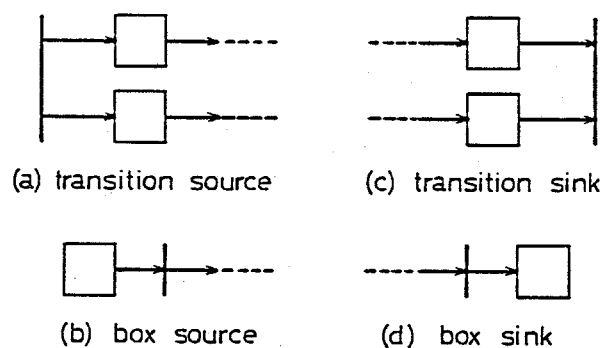 (a) transition source
(c) transition sink
(b) box source
(d) box sink